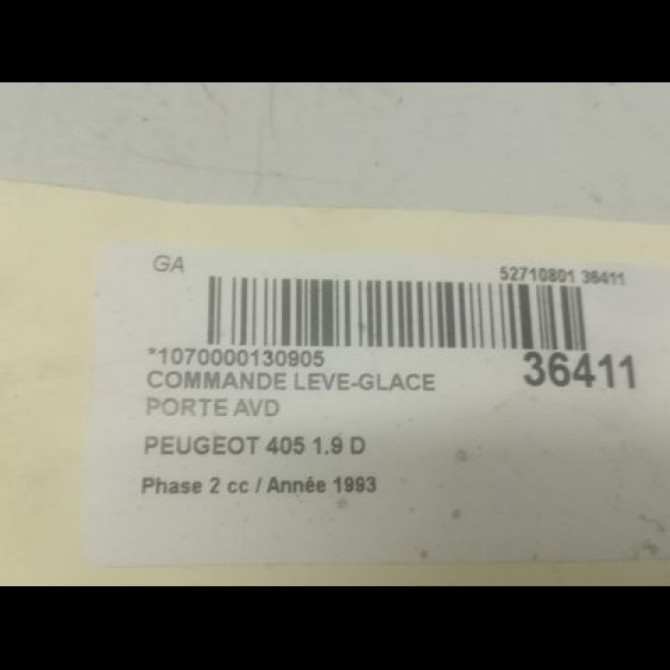 GA
52710801 36411
*1070000130905
36411
COMMANDE LEVE-GLACE
PORTE AVD
PEUGEOT 405 1.9 D
Phase 2 cc / Année 1993